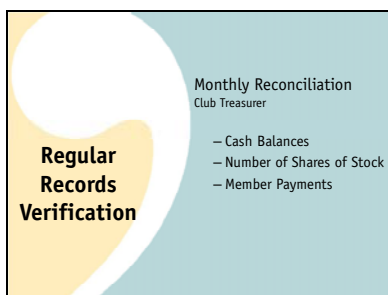 Regular
Records
Verification
Monthly Reconciliation
Club Treasurer
– Cash Balances
– Number of Shares of Stock
– Member Payments